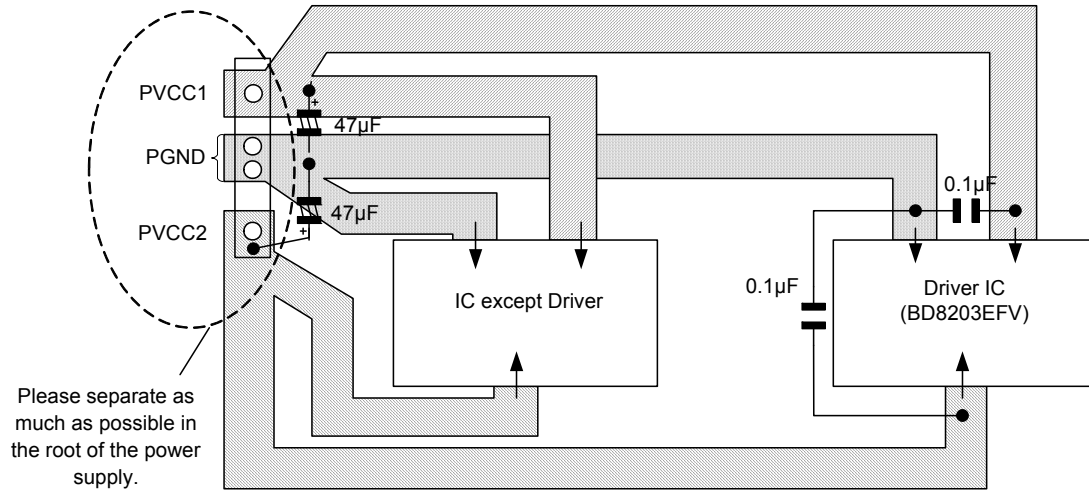 PVCC1
PGND
PVCC2
+
47µF
47µF
+
0.1µF
0.1µF
IC except Driver
Driver IC
(BD8203EFV)
Please separate as
much as possible in
the root of the power
supply.